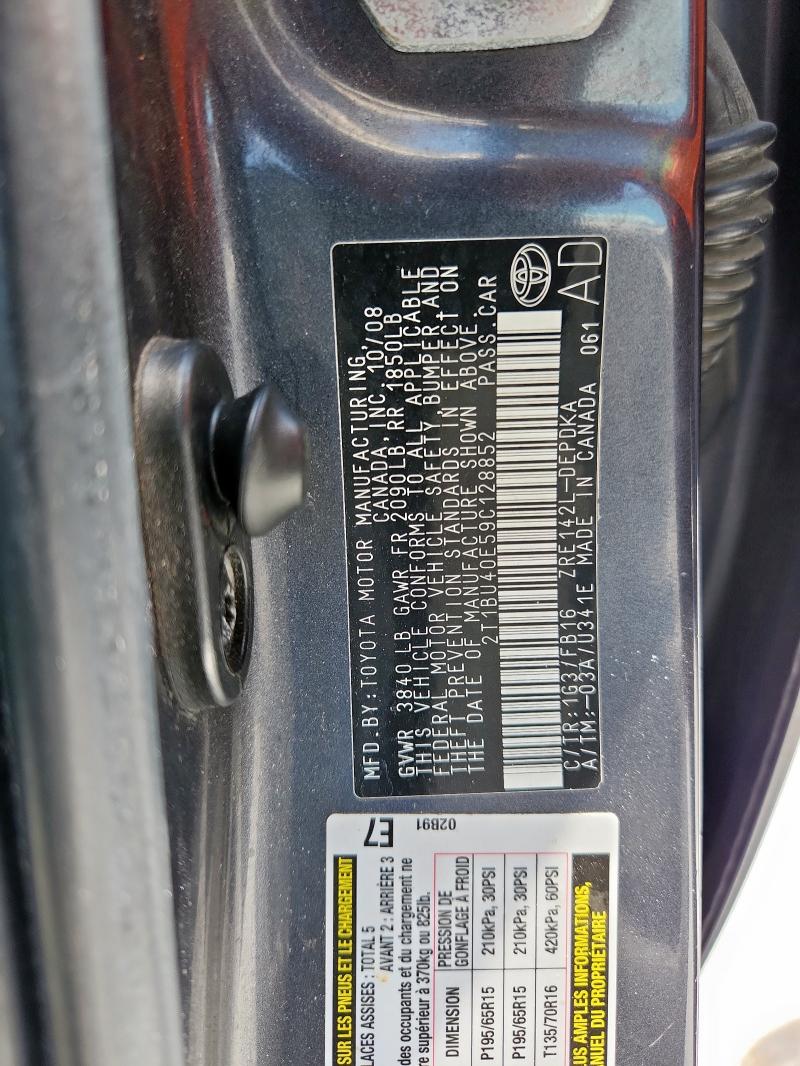 MFD.BY:TOYOTA MOTOR MANUFACTURING,
CANADA, INC. 10/08
GVWR 3840LB GAWR FR 2090LB RR 1850LB
THIS VEHICLE CONFORMS TO ALL APPLICABLE
FEDERAL MOTOR VEHICLE SAFETY, BUMPER AND
THEFT PREVENTION STANDARDS IN EFFECT ON
THE DATE OF MANUFACTURE SHOWN ABOVE.
2T1BU40E59C128852 PASS.CAR
C/TR:1G3/FB16 ZRE142L-DEPDKA
A/TM:-03A/U341E MADE IN CANADA 061 AD
E7
02B91
SUR LES PNEUS ET LE CHARGEMENT
LACES ASSISES : TOTAL 5
AVANT 2 : ARRIÈRE 3
des occupants et du chargement ne
re supérieur à 370kg ou 825lb.
DIMENSION PRESSION DE GONFLAGE À FROID
P195/65R15 210kPa, 30PSI
P195/65R15 210kPa, 30PSI
T135/70R16 420kPa, 60PSI
US AMPLES INFORMATIONS,
ANUEL DU PROPRIÉTAIRE